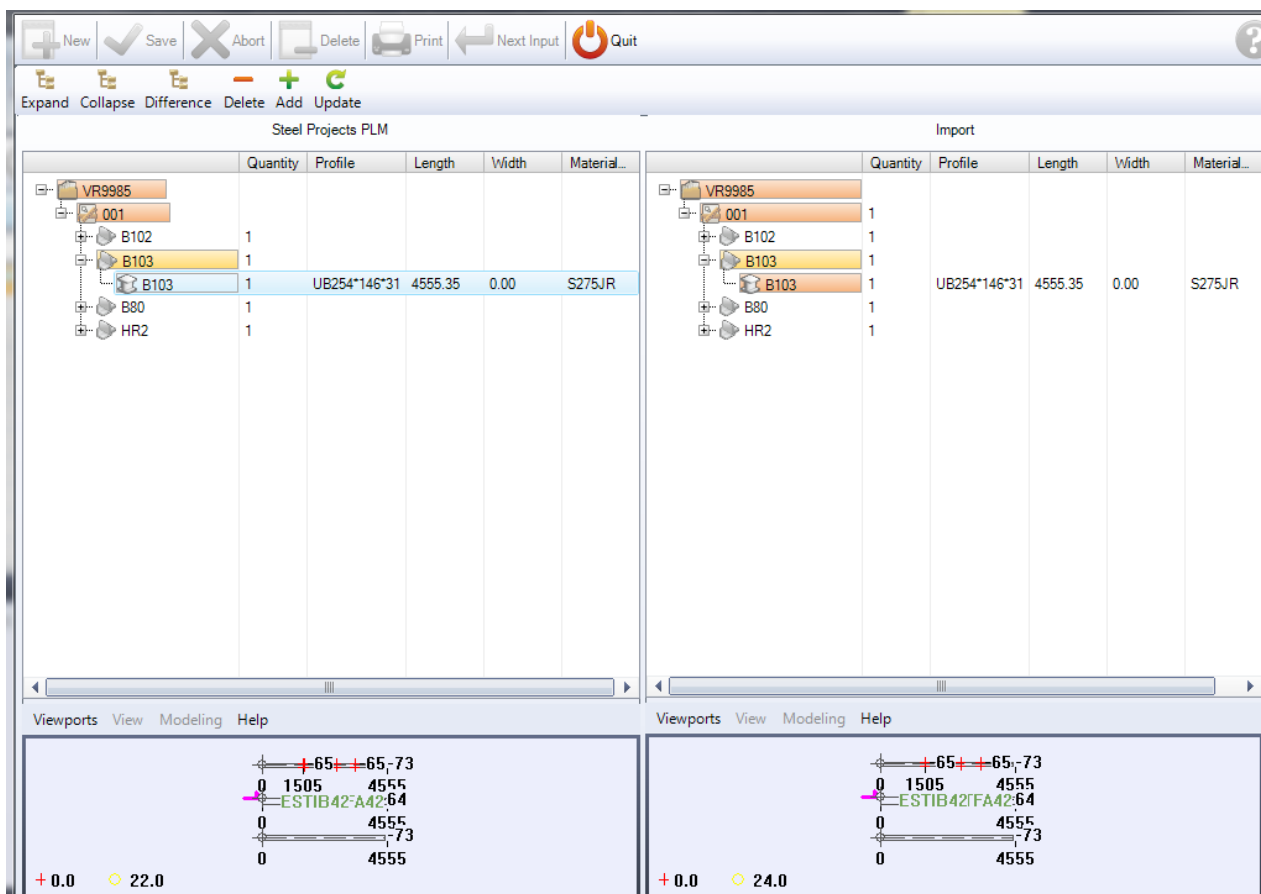 New Save Abort Delete Print Next Input Quit
Expand Collapse Difference Delete Add Update
Steel Projects PLM
Quantity Profile Length Width Material...
VR9985
001
B102 1
B103 1
B103 1 UB254*146*31 4555.35 0.00 S275JR
B80 1
HR2 1
Viewports View Modeling Help
-65 -65 -73
0 1505 4555
64
0 4555
-73
0 4555
+ 0.0 22.0
Import
Quantity Profile Length Width Material...
VR9985
001 1
B102 1
B103 1
B103 1 UB254*146*31 4555.35 0.00 S275JR
B80 1
HR2 1
Viewports View Modeling Help
-65 -65 -73
0 1505 4555
64
0 4555
-73
0 4555
+ 0.0 24.0